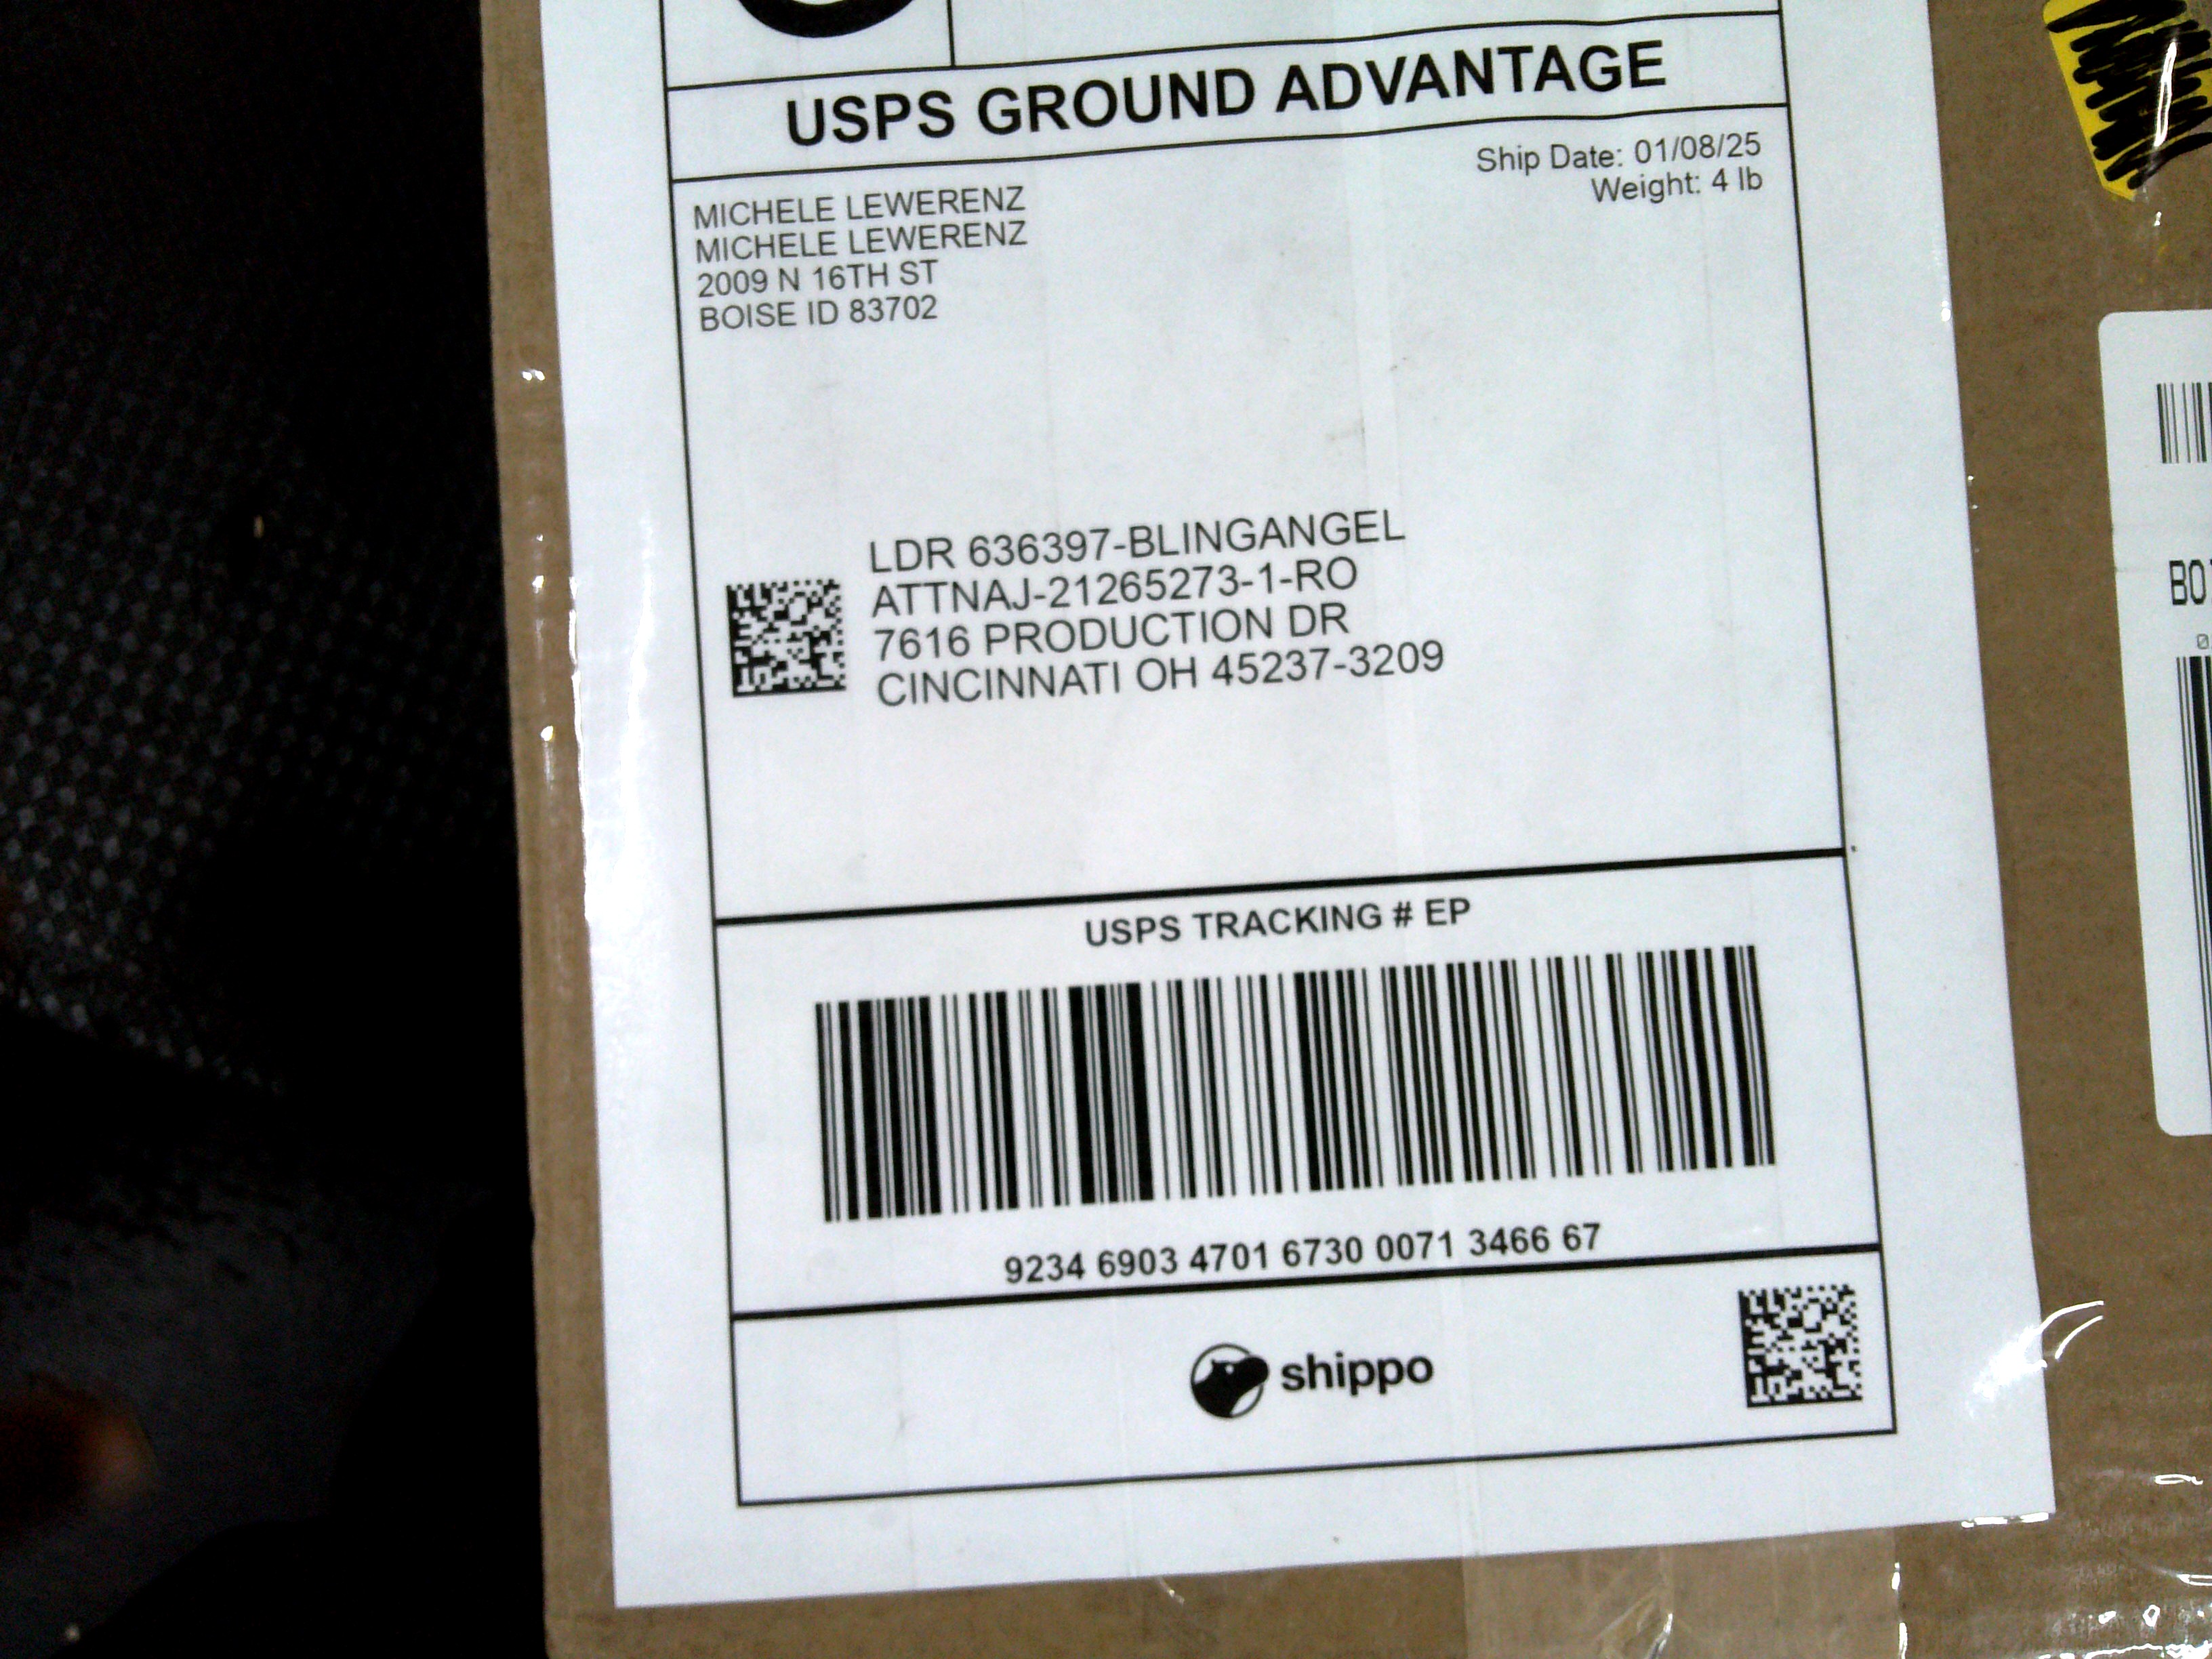 USPS GROUND ADVANTAGE
Ship Date: 01/08/25
Weight: 4 lb
MICHELE LEWERENZ
MICHELE LEWERENZ
2009 N 16TH ST
BOISE ID 83702
LDR 636397-BLINGANGEL
ATTNAJ-21265273-1-RO
7616 PRODUCTION DR
CINCINNATI OH 45237-3209
USPS TRACKING # EP
9234 6903 4701 6730 0071 3466 67
shippo